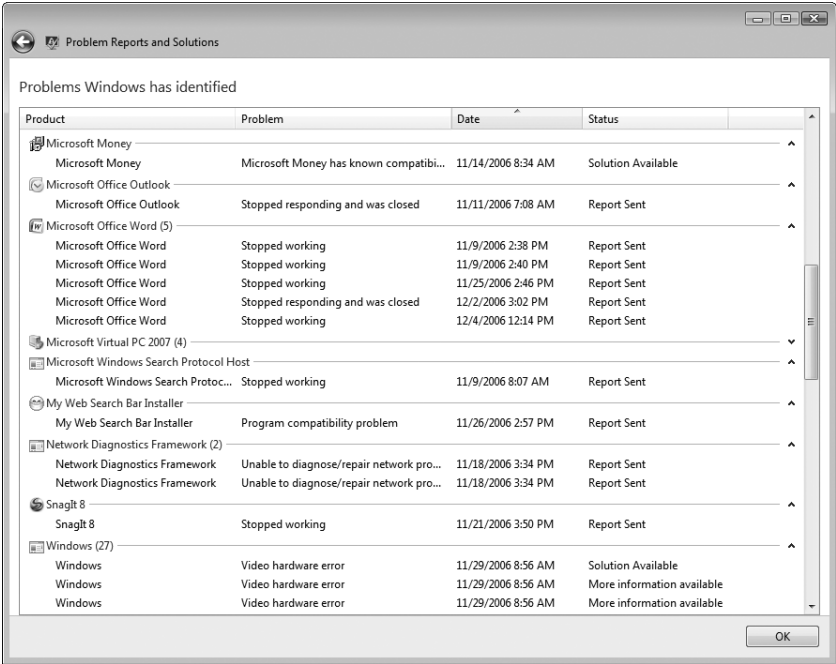 Problem Reports and Solutions
Problems Windows has identified
Product Problem Date Status
Microsoft Money
Microsoft Money Microsoft Money has known compatibi... 11/14/2006 8:34 AM Solution Available
Microsoft Office Outlook
Microsoft Office Outlook Stopped responding and was closed 11/11/2006 7:08 AM Report Sent
Microsoft Office Word (5)
Microsoft Office Word Stopped working 11/9/2006 2:38 PM Report Sent
Microsoft Office Word Stopped working 11/9/2006 2:40 PM Report Sent
Microsoft Office Word Stopped working 11/25/2006 2:46 PM Report Sent
Microsoft Office Word Stopped responding and was closed 12/2/2006 3:02 PM Report Sent
Microsoft Office Word Stopped working 12/4/2006 12:14 PM Report Sent
Microsoft Virtual PC 2007 (4)
Microsoft Windows Search Protocol Host
Microsoft Windows Search Protoc... Stopped working 11/9/2006 8:07 AM Report Sent
My Web Search Bar Installer
My Web Search Bar Installer Program compatibility problem 11/26/2006 2:57 PM Report Sent
Network Diagnostics Framework (2)
Network Diagnostics Framework Unable to diagnose/repair network pro... 11/18/2006 3:34 PM Report Sent
Network Diagnostics Framework Unable to diagnose/repair network pro... 11/18/2006 3:34 PM Report Sent
SnagIt 8
SnagIt 8 Stopped working 11/21/2006 3:50 PM Report Sent
Windows (27)
Windows Video hardware error 11/29/2006 8:56 AM Solution Available
Windows Video hardware error 11/29/2006 8:56 AM More information available
Windows Video hardware error 11/29/2006 8:56 AM More information available
OK